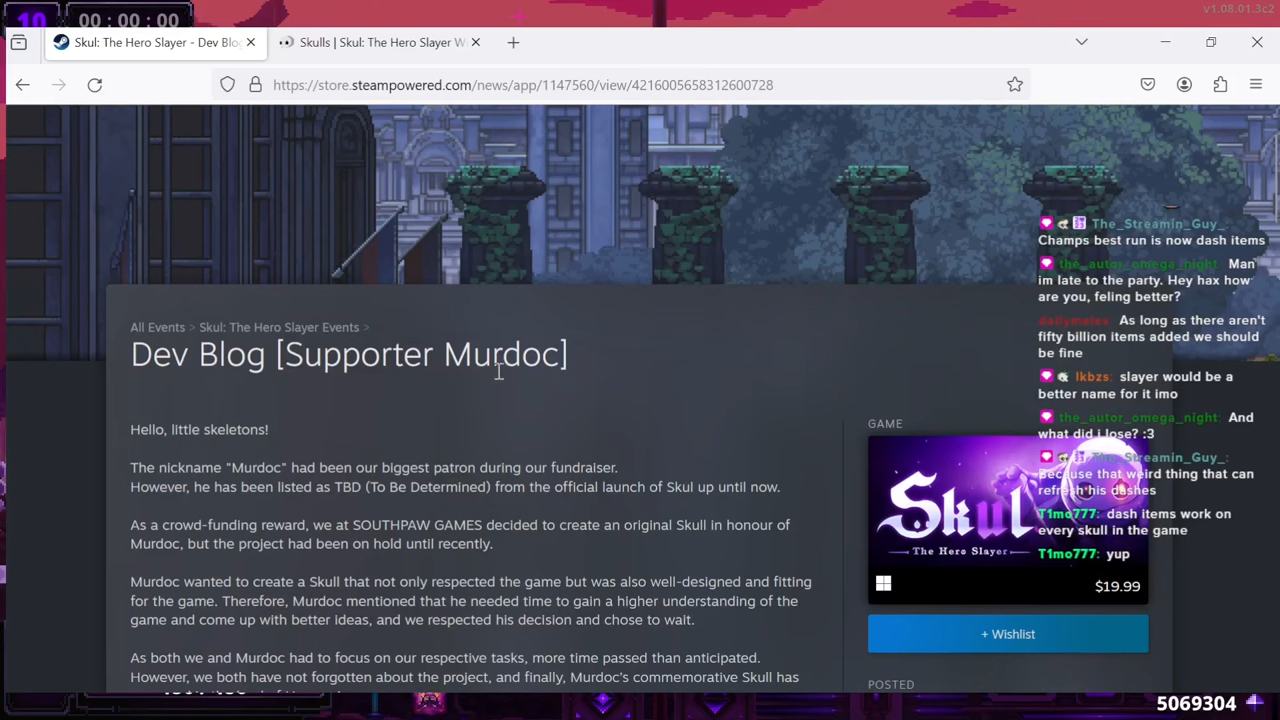 10 00:00:00
v1.08.01.3c2
Skul: The Hero Slayer - Dev Blog
Skulls | Skul: The Hero Slayer W
https://store.steampowered.com/news/app/1147560/view/4216005658312600728
All Events > Skul: The Hero Slayer Events >
Dev Blog [Supporter Murdoc]
Hello, little skeletons!
The nickname "Murdoc" had been our biggest patron during our fundraiser.
However, he has been listed as TBD (To Be Determined) from the official launch of Skul up until now.
As a crowd-funding reward, we at SOUTHPAW GAMES decided to create an original Skull in honour of
Murdoc, but the project had been on hold until recently.
Murdoc wanted to create a Skull that not only respected the game but was also well-designed and fitting
for the game. Therefore, Murdoc mentioned that he needed time to gain a higher understanding of the
game and come up with better ideas, and we respected his decision and chose to wait.
As both we and Murdoc had to focus on our respective tasks, more time passed than anticipated.
However, we both have not forgotten about the project, and finally, Murdoc's commemorative Skull has
GAME
Skul
The Hero Slayer
$19.99
+ Wishlist
POSTED
The_Streamin_Guy_:
Champs best run is now dash items
the_autor_omega_night: Man
im late to the party. Hey hax how
are you, feling better?
dailymoles: As long as there aren't
fifty billion items added we should
be fine
lkbzs: slayer would be a
better name for it imo
the_autor_omega_night: And
what did i lose? :3
The_Streamin_Guy_:
Because that weird thing that can
refresh his dashes
T1mo777: dash items work on
every skull in the game
T1mo777: yup
5069304